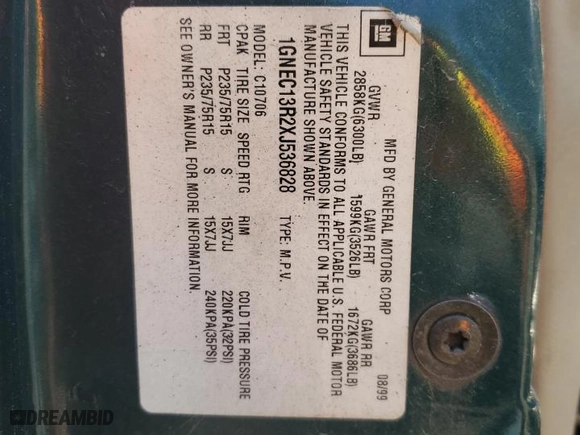 GM
MFD BY GENERAL MOTORS CORP 08/99
GVWR GAWR FRT GAWR RR
2858KG(6300LB) 1599KG(3526LB) 1672KG(3686LB)
THIS VEHICLE CONFORMS TO ALL APPLICABLE U.S. FEDERAL MOTOR
VEHICLE SAFETY STANDARDS IN EFFECT ON THE DATE OF
MANUFACTURE SHOWN ABOVE.
1GNEC13R2XJ536828 TYPE: M.P.V.
MODEL: C10706
CPAK TIRE SIZE SPEED/RTG RIM COLD TIRE PRESSURE
FRT P235/75R15 S 15X7JJ 220KPA(32PSI)
RR P235/75R15 S 15X7JJ 240KPA(35PSI)
SEE OWNER'S MANUAL FOR MORE INFORMATION.
DREAMBID